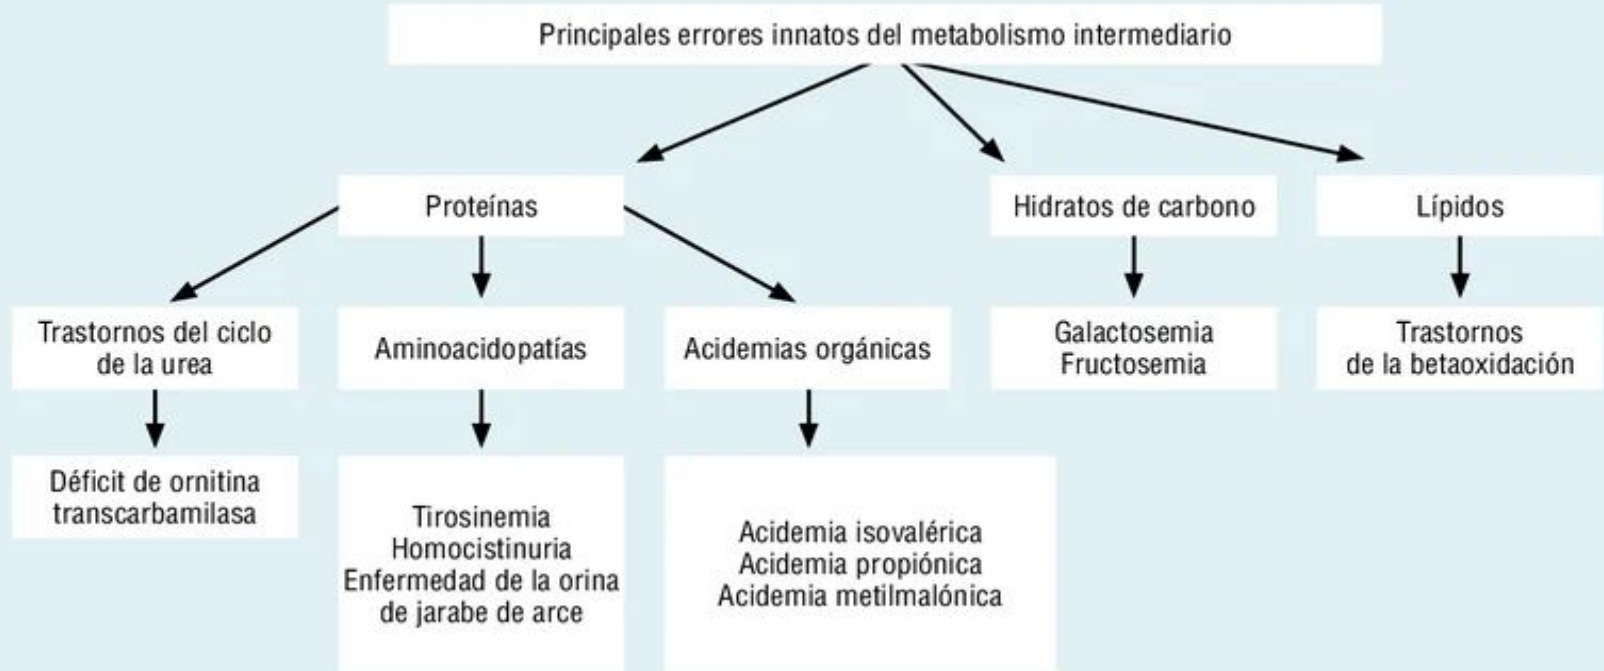 Principales errores innatos del metabolismo intermediario
Proteínas
Hidratos de carbono
Lípidos
Trastornos del ciclo
de la urea
Aminoacidopatías
Acidemias orgánicas
Galactosemia
Fructosemia
Trastornos
de la betaoxidación
Déficit de ornitina
transcarbamilasa
Tirosinemia
Homocistinuria
Enfermedad de la orina
de jarabe de arce
Acidemia isovalérica
Acidemia propiónica
Acidemia metilmalónica